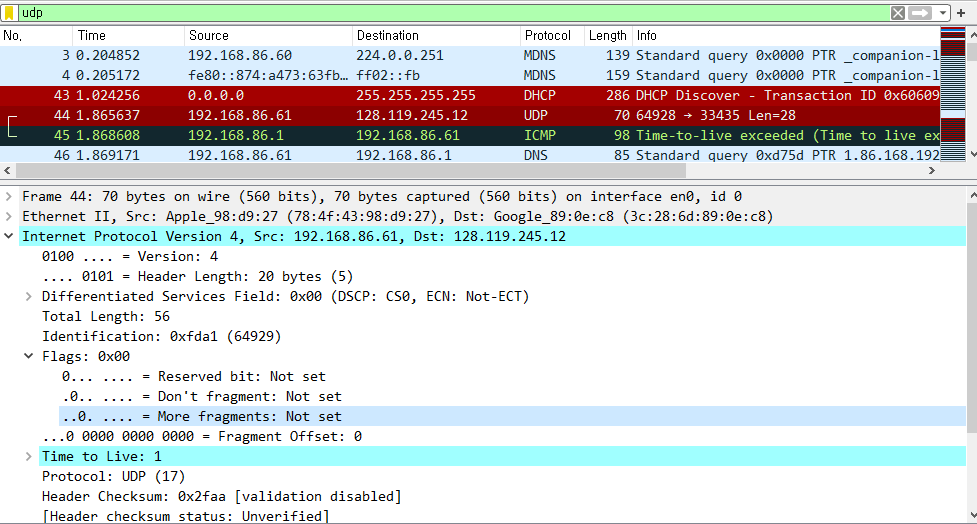 udp
No. Time Source Destination Protocol Length Info
3 0.204852 192.168.86.60 224.0.0.251 MDNS 139 Standard query 0x0000 PTR _companion-l
4 0.205172 fe80::874:a473:63fb… ff02::fb MDNS 159 Standard query 0x0000 PTR _companion-l
43 1.024256 0.0.0.0 255.255.255.255 DHCP 286 DHCP Discover - Transaction ID 0x60609
44 1.865637 192.168.86.61 128.119.245.12 UDP 70 64928 → 33435 Len=28
45 1.868608 192.168.86.1 192.168.86.61 ICMP 98 Time-to-live exceeded (Time to live ex
46 1.869171 192.168.86.61 192.168.86.1 DNS 85 Standard query 0xd75d PTR 1.86.168.192
Frame 44: 70 bytes on wire (560 bits), 70 bytes captured (560 bits) on interface en0, id 0
Ethernet II, Src: Apple_98:d9:27 (78:4f:43:98:d9:27), Dst: Google_89:0e:c8 (3c:28:6d:89:0e:c8)
Internet Protocol Version 4, Src: 192.168.86.61, Dst: 128.119.245.12
0100 .... = Version: 4
.... 0101 = Header Length: 20 bytes (5)
Differentiated Services Field: 0x00 (DSCP: CS0, ECN: Not-ECT)
Total Length: 56
Identification: 0xfda1 (64929)
Flags: 0x00
0... .... = Reserved bit: Not set
.0.. .... = Don't fragment: Not set
..0. .... = More fragments: Not set
...0 0000 0000 0000 = Fragment Offset: 0
Time to Live: 1
Protocol: UDP (17)
Header Checksum: 0x2faa [validation disabled]
[Header checksum status: Unverified]